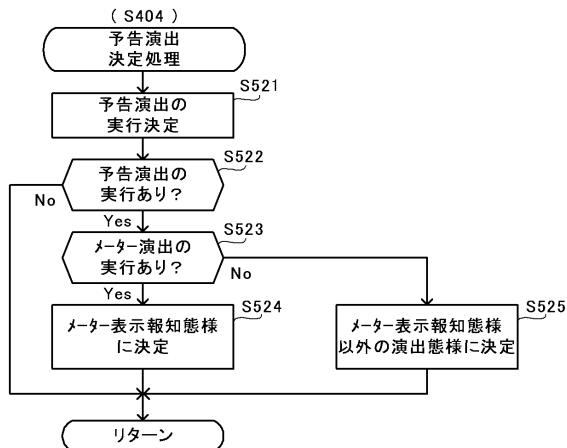 ( S404 )
予告演出
決定処理
S521
予告演出の
実行決定
S522
予告演出の
実行あり？
No
Yes
S523
メーター演出の
実行あり？
No
Yes
S524
メーター表示報知態様
に決定
S525
メーター表示報知態様
以外の演出態様に決定
リターン